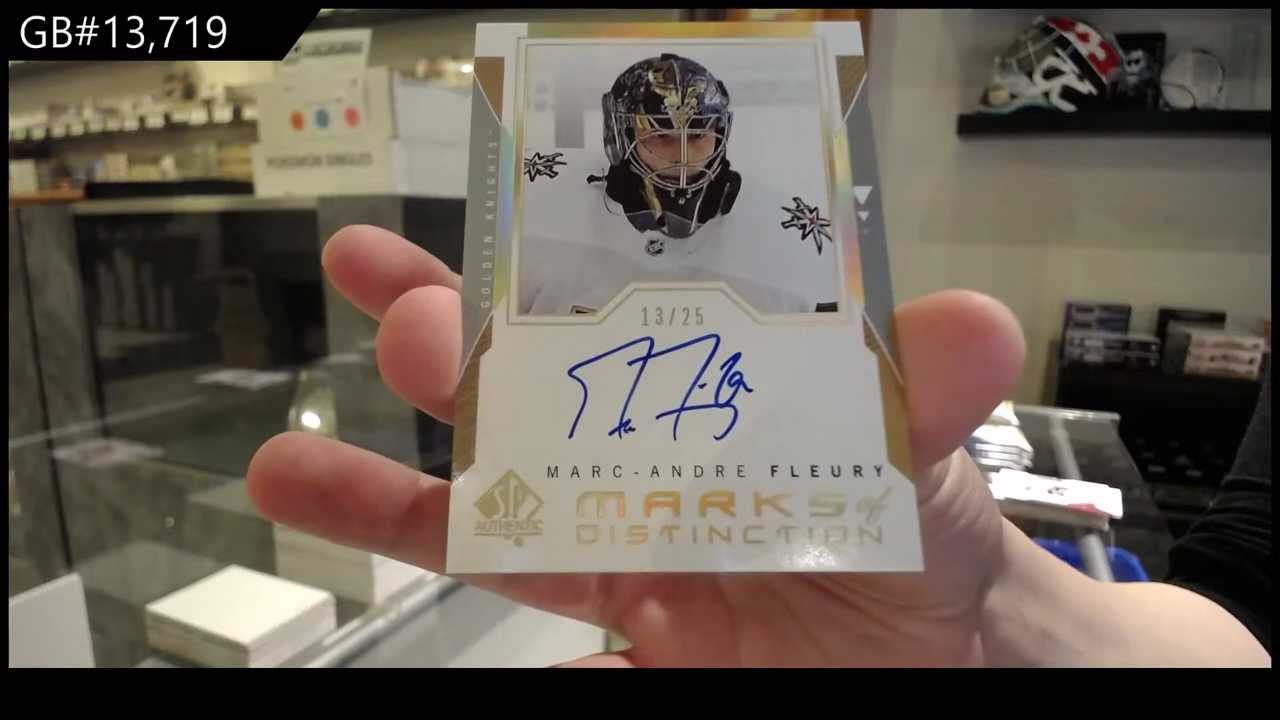 GB#13,719
POKEMON SINGLES
GOLDEN KNIGHTS
13/25
MARC-ANDRE FLEURY
SP
AUTHENTIC
MARKS of
DISTINCTION